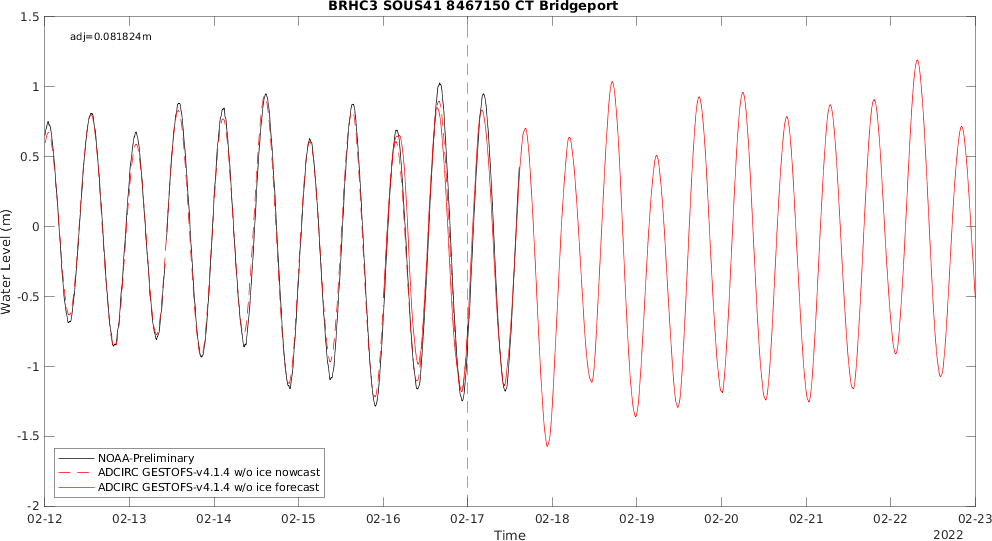 BRHC3 SOUS41 8467150 CT Bridgeport
adj=0.081824m
1.5
1
0.5
0
-0.5
-1
-1.5
-2
Water Level (m)
NOAA-Preliminary
ADCIRC GESTOFS-v4.1.4 w/o ice nowcast
ADCIRC GESTOFS-v4.1.4 w/o ice forecast
02-12 02-13 02-14 02-15 02-16 02-17 02-18 02-19 02-20 02-21 02-22 02-23
Time
2022